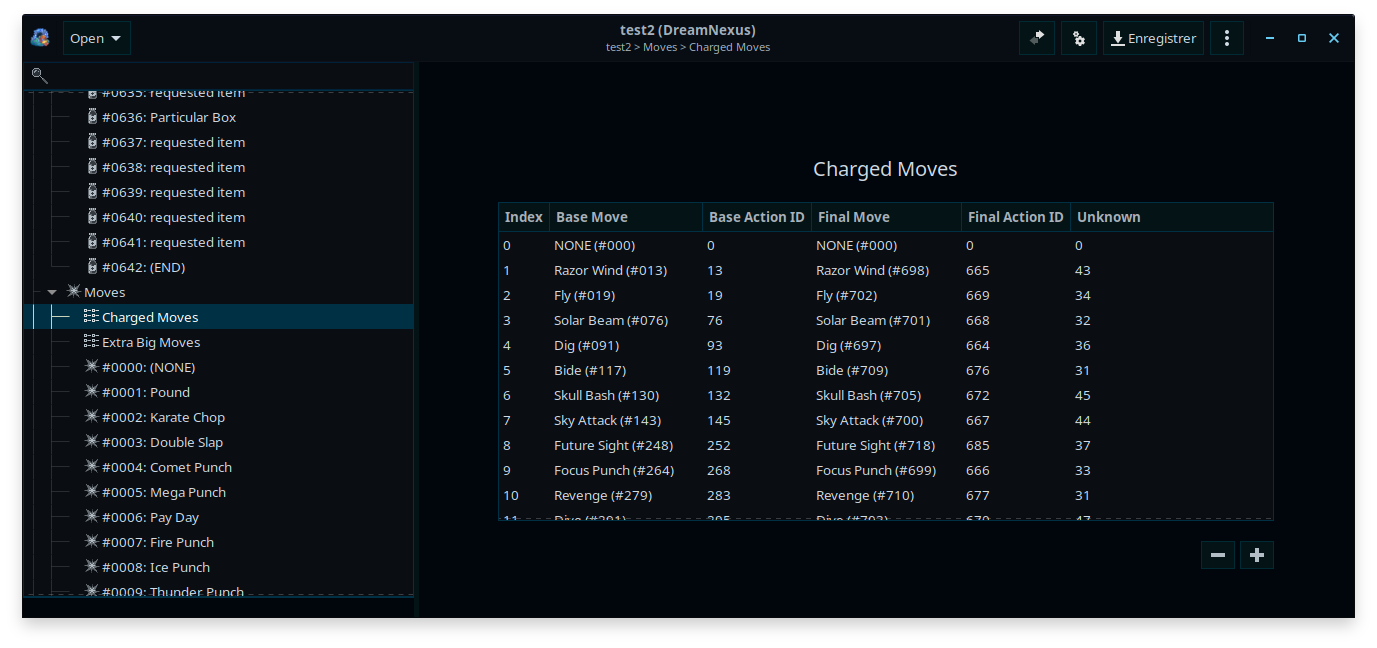 Open
test2 (DreamNexus)
test2 > Moves > Charged Moves
Enregistrer
#0635: requested item
#0636: Particular Box
#0637: requested item
#0638: requested item
#0639: requested item
#0640: requested item
#0641: requested item
#0642: (END)
Moves
Charged Moves
Extra Big Moves
#0000: (NONE)
#0001: Pound
#0002: Karate Chop
#0003: Double Slap
#0004: Comet Punch
#0005: Mega Punch
#0006: Pay Day
#0007: Fire Punch
#0008: Ice Punch
#0009: Thunder Punch
Charged Moves
Index Base Move Base Action ID Final Move Final Action ID Unknown
0 NONE (#000) 0 NONE (#000) 0 0
1 Razor Wind (#013) 13 Razor Wind (#698) 665 43
2 Fly (#019) 19 Fly (#702) 669 34
3 Solar Beam (#076) 76 Solar Beam (#701) 668 32
4 Dig (#091) 93 Dig (#697) 664 36
5 Bide (#117) 119 Bide (#709) 676 31
6 Skull Bash (#130) 132 Skull Bash (#705) 672 45
7 Sky Attack (#143) 145 Sky Attack (#700) 667 44
8 Future Sight (#248) 252 Future Sight (#718) 685 37
9 Focus Punch (#264) 268 Focus Punch (#699) 666 33
10 Revenge (#279) 283 Revenge (#710) 677 31
11 Dive (#291) 295 Dive (#703) 670 47